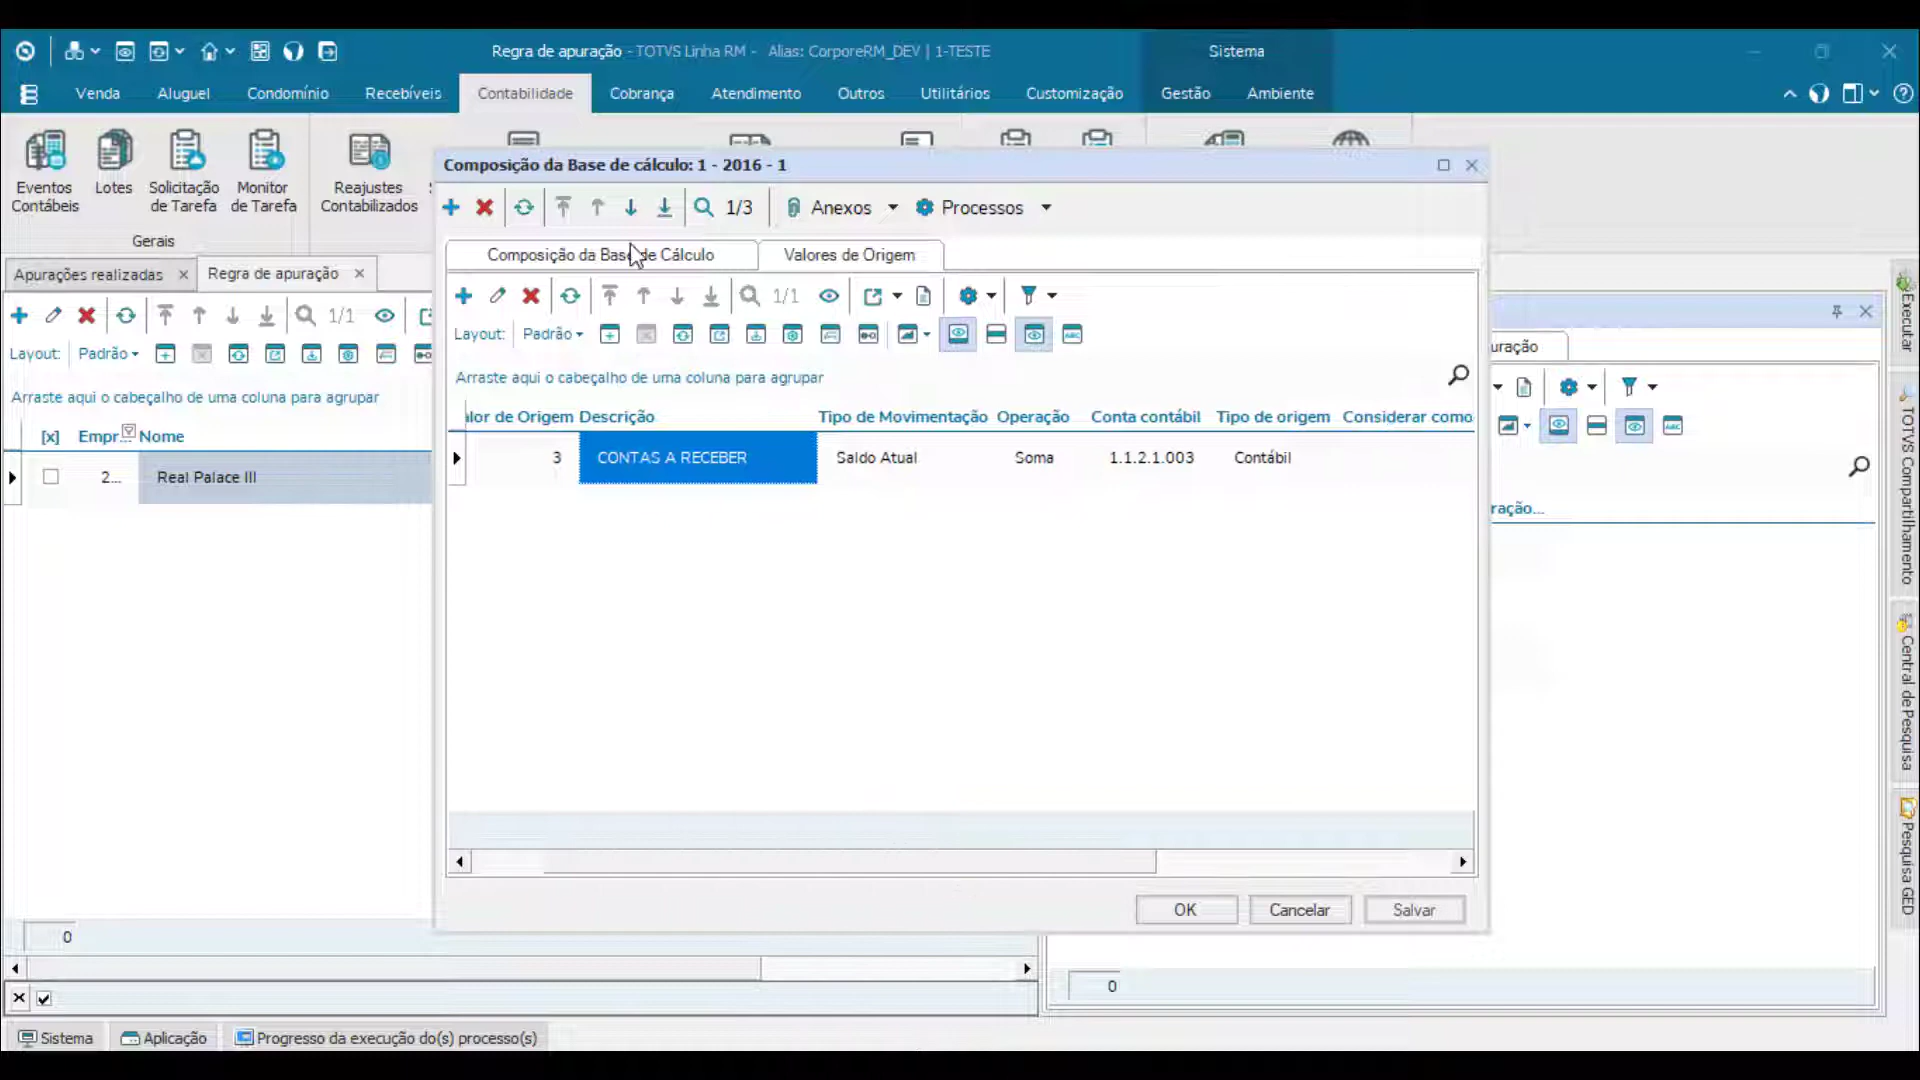 Regra de apuração - TOTVS Linha RM - Alias: CorporeRM_DEV | 1-TESTE
Sistema
Venda Aluguel Condomínio Recebíveis Contabilidade Cobrança Atendimento Outros Utilitários Customização Gestão Ambiente
Eventos Contábeis
Lotes
Solicitação de Tarefa
Monitor de Tarefa
Reajustes Contabilizados
Gerais
Apurações realizadas
Regra de apuração
1/1
Layout: Padrão
Arraste aqui o cabeçalho de uma coluna para agrupar
[x] Empr... Nome
2... Real Palace III
0
Composição da Base de cálculo: 1 - 2016 - 1
1/3 Anexos Processos
Composição da Base de Cálculo
Valores de Origem
1/1
Layout: Padrão
Arraste aqui o cabeçalho de uma coluna para agrupar
alor de Origem Descrição Tipo de Movimentação Operação Conta contábil Tipo de origem Considerar como
3 CONTAS A RECEBER Saldo Atual Soma 1.1.2.1.003 Contábil
OK Cancelar Salvar
uração
ração...
0
Executar
TOTVS Compartilhamento
Central de Pesquisa
Pesquisa GED
Sistema Aplicação Progresso da execução do(s) processo(s)